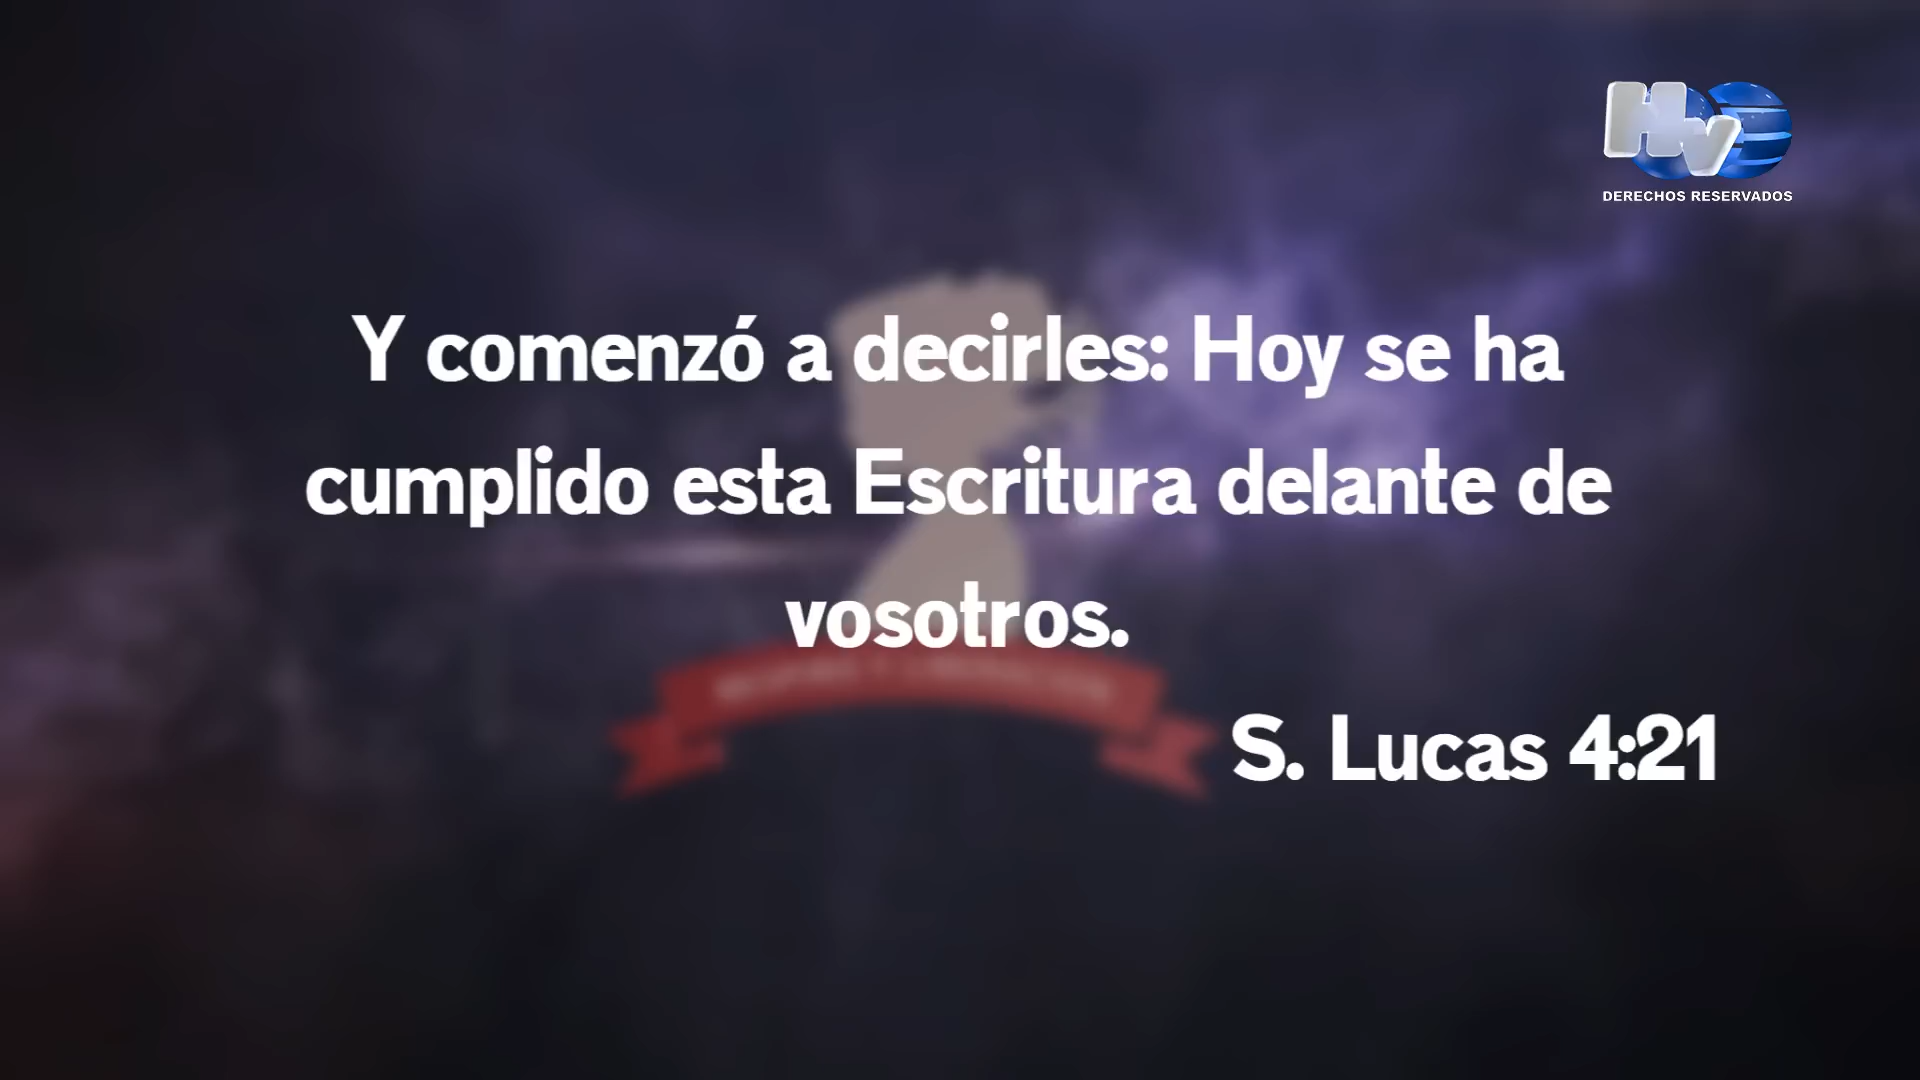 HV
DERECHOS RESERVADOS
Y comenzó a decirles: Hoy se ha
cumplido esta Escritura delante de
vosotros.
S. Lucas 4:21